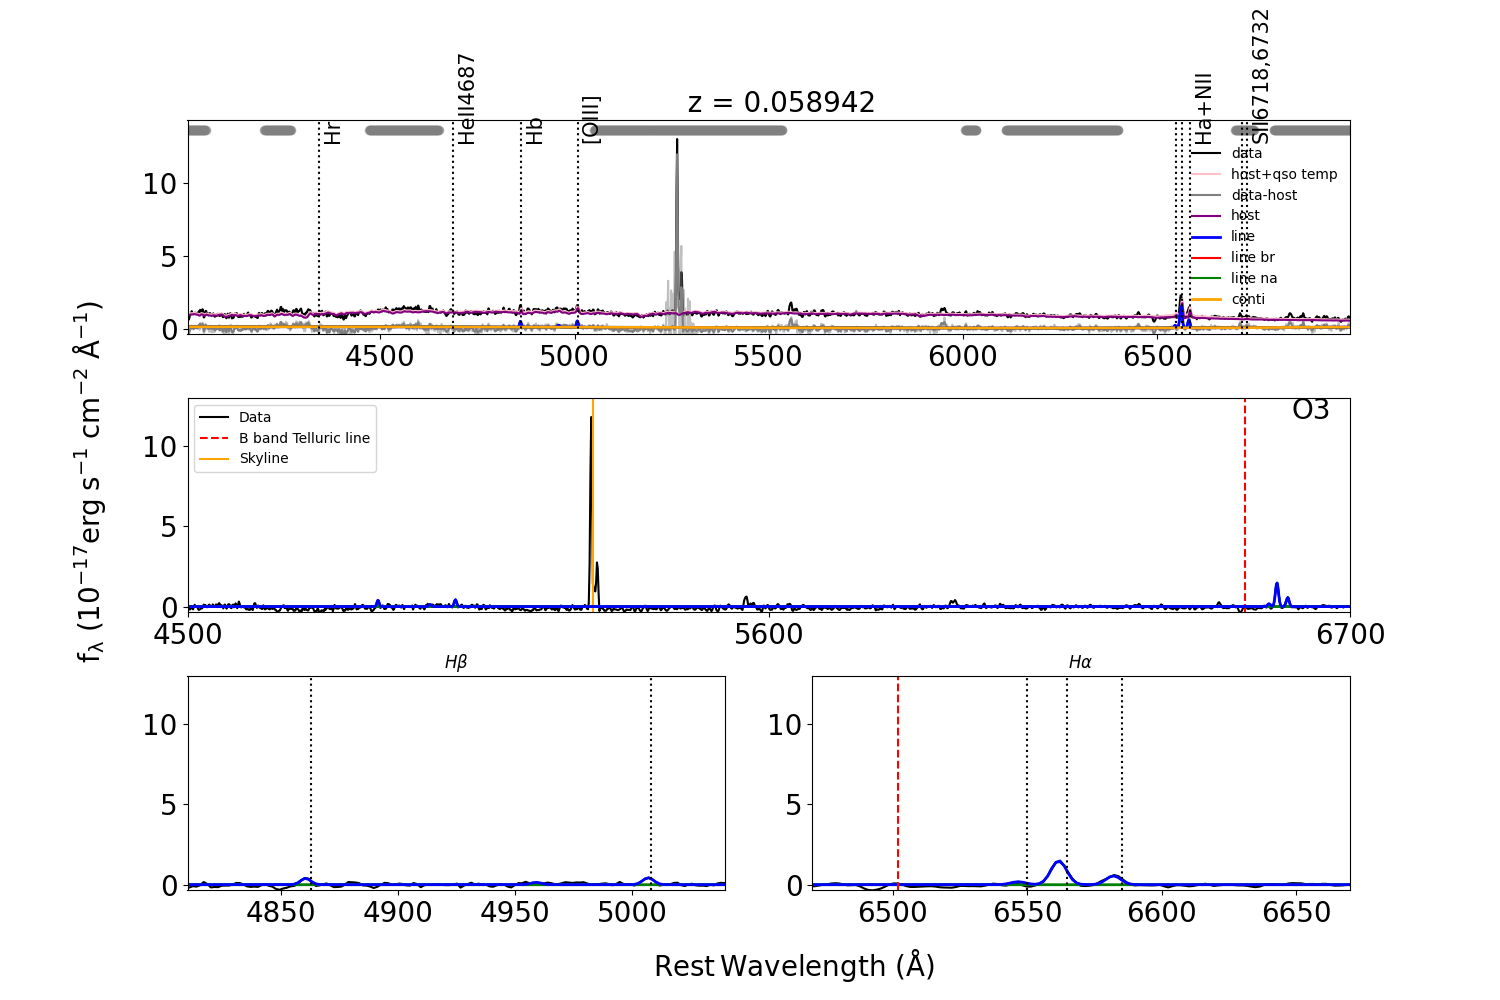 z = 0.058942
Hr
HeII4687
Hb
[OIII]
Ha+NII
SII6718,6732
data
host+qso temp
data-host
host
line
line br
line na
conti
10
5
0
4500 5000 5500 6000 6500
O3
Data
B band Telluric line
Skyline
10
5
0
4500 5600 6700
fλ (10⁻¹⁷erg s⁻¹ cm⁻² Å⁻¹)
Hβ
10
5
0
4850 4900 4950 5000
Hα
10
5
0
6500 6550 6600 6650
Rest Wavelength (Å)